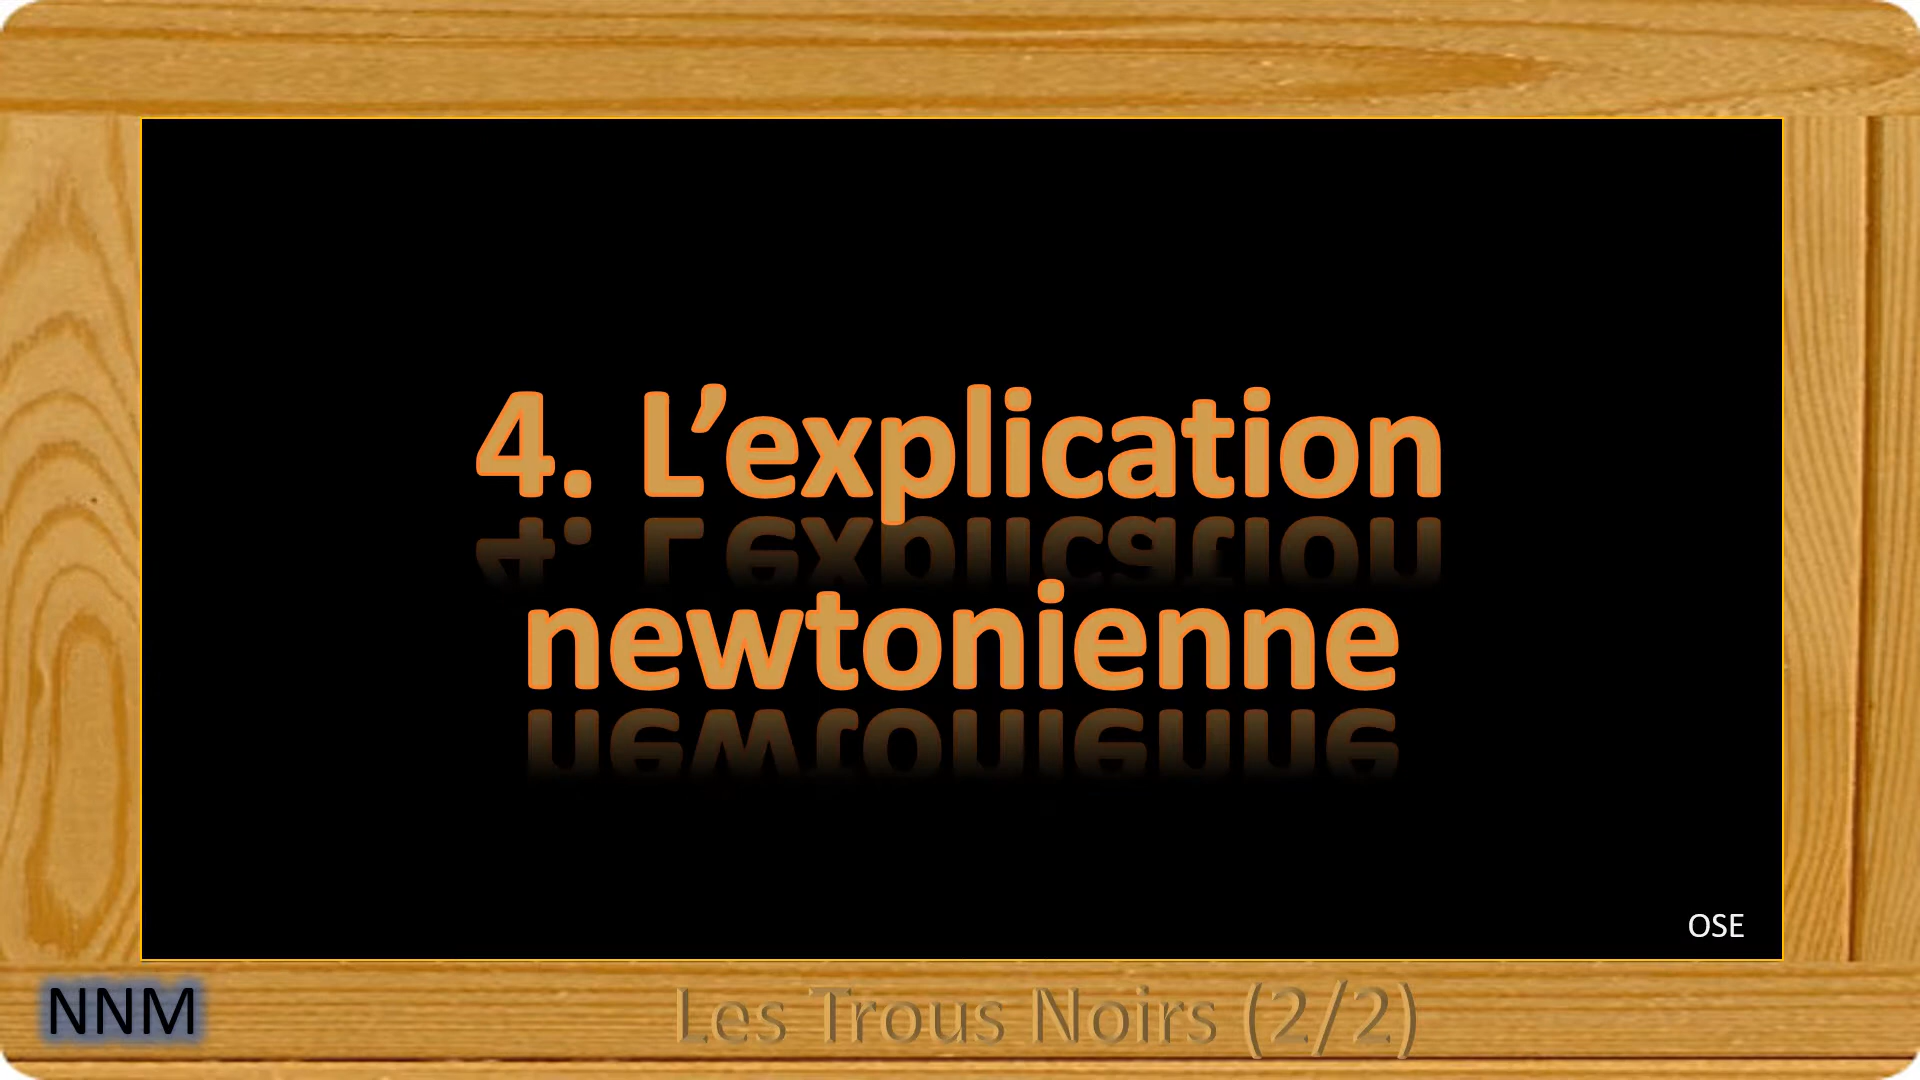 4. L’explication
newtonienne
OSE
NNM
Les Trous Noirs (2/2)